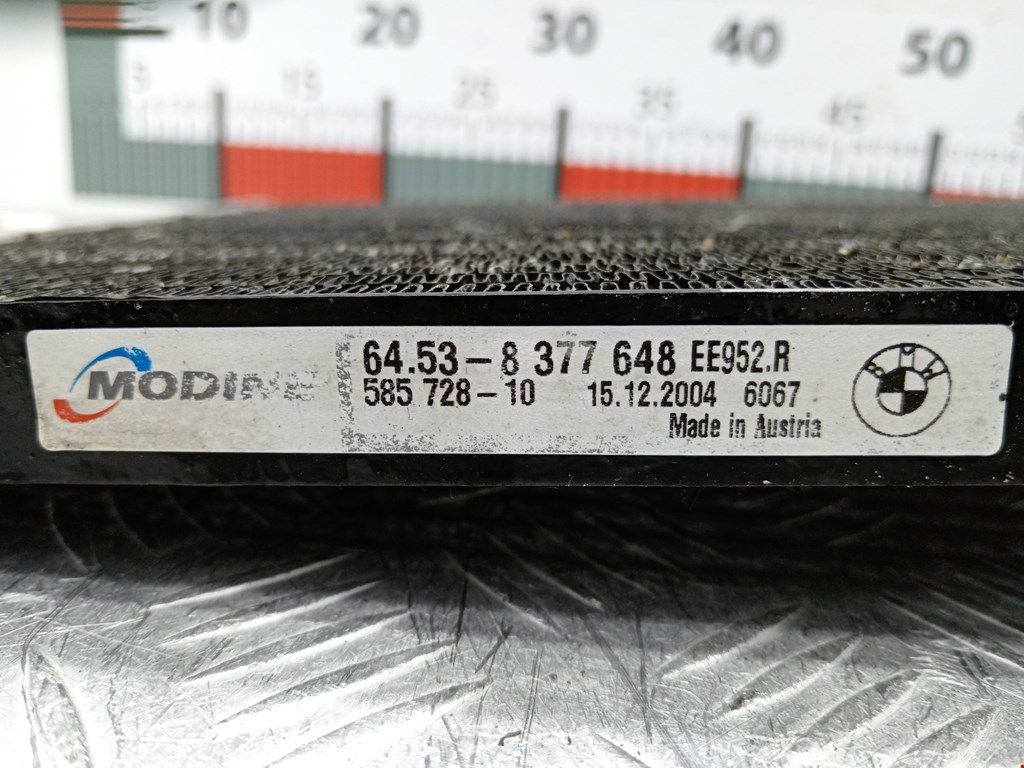 10 20 30 40 50
5 15 25 35 45
MODINE
64.53-8 377 648 EE952.R
585 728-10 15.12.2004 6067
Made in Austria
BMW